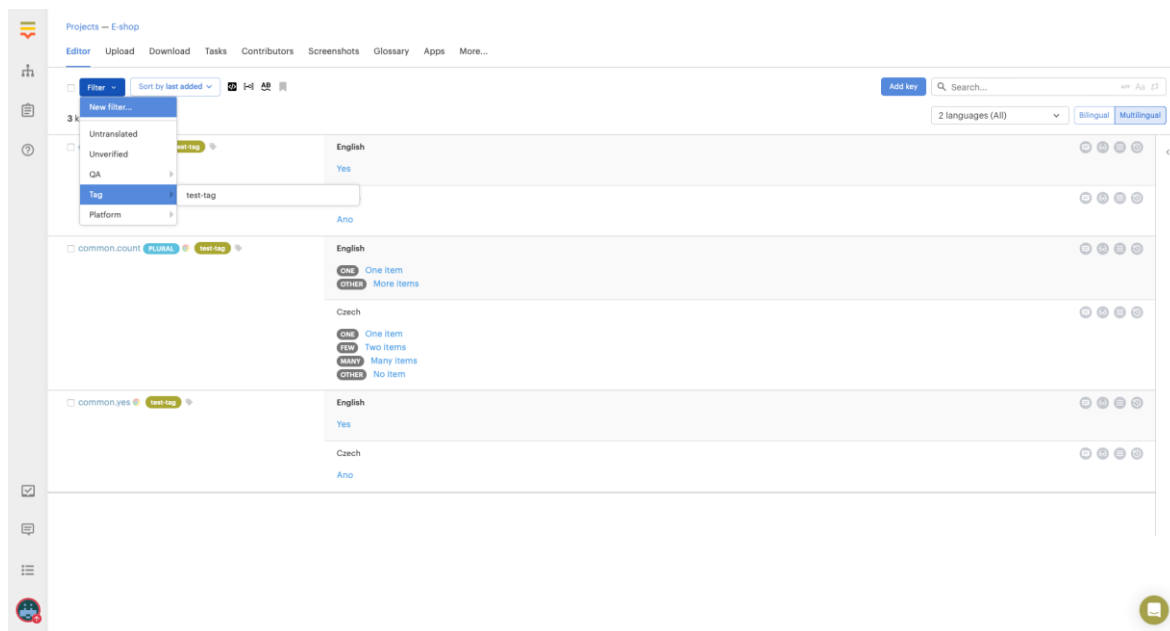 Projects — E-shop
Editor Upload Download Tasks Contributors Screenshots Glossary Apps More...
Filter Sort by last added Add key Search...
New filter...
3 k 2 languages (All) Bilingual Multilingual
Untranslated
Unverified
QA
Tag test-tag
Platform
English
Yes
Ano
common.count PLURAL test-tag English
ONE One item
OTHER More items
Czech
ONE One item
FEW Two items
MANY Many items
OTHER No item
common.yes test-tag English
Yes
Czech
Ano